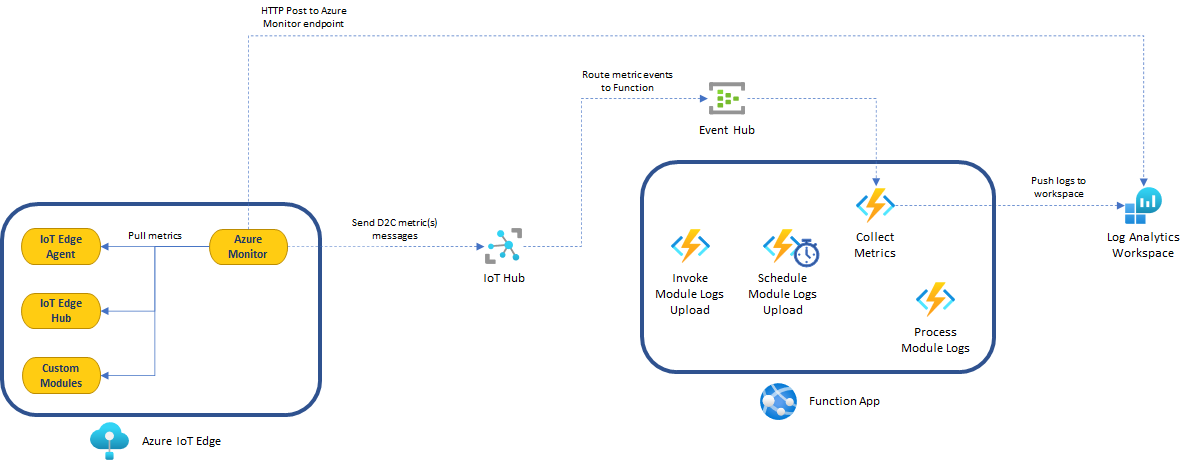 HTTP Post to Azure
Monitor endpoint
Route metric events
to Function
Event Hub
Push logs to
workspace
Send D2C metric(s)
messages
IoT Edge
Agent
Pull metrics
Azure
Monitor
IoT Hub
Collect
Metrics
Log Analytics
Workspace
Invoke
Module Logs
Upload
Schedule
Module Logs
Upload
IoT Edge
Hub
Process
Module Logs
Custom
Modules
Function App
Azure IoT Edge